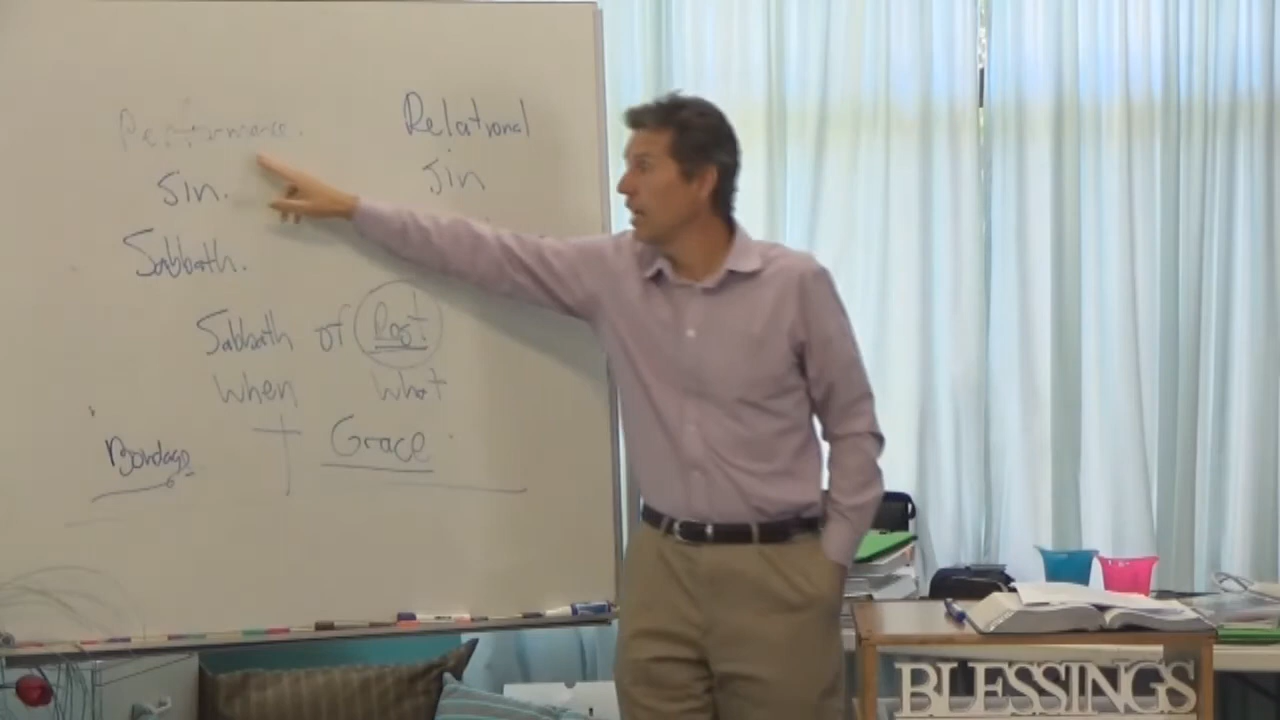 Performance. Relational
Sin. Sin
Sabbath.
Sabbath of Rest
When What
Bondage Grace
BLESSINGS